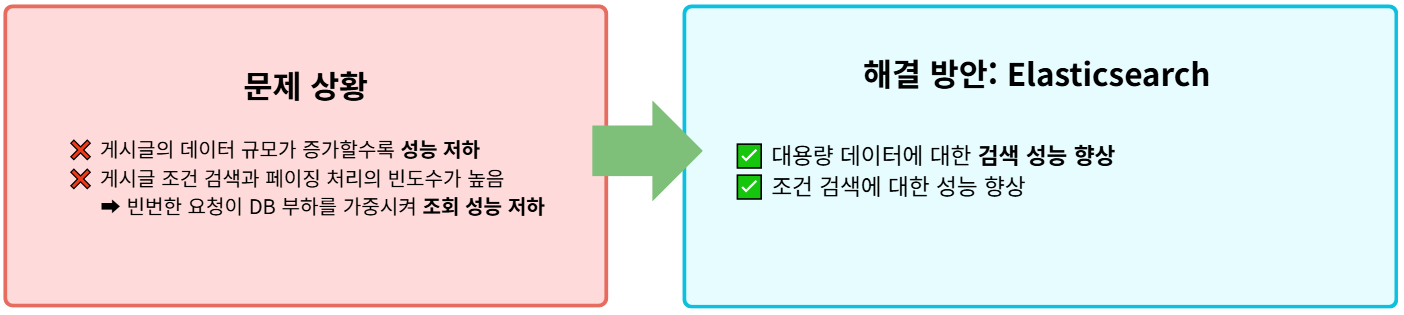 문제 상황
❌ 게시글의 데이터 규모가 증가할수록 성능 저하
❌ 게시글 조건 검색과 페이징 처리의 빈도수가 높음
➡ 빈번한 요청이 DB 부하를 가중시켜 조회 성능 저하
해결 방안: Elasticsearch
✅ 대용량 데이터에 대한 검색 성능 향상
✅ 조건 검색에 대한 성능 향상